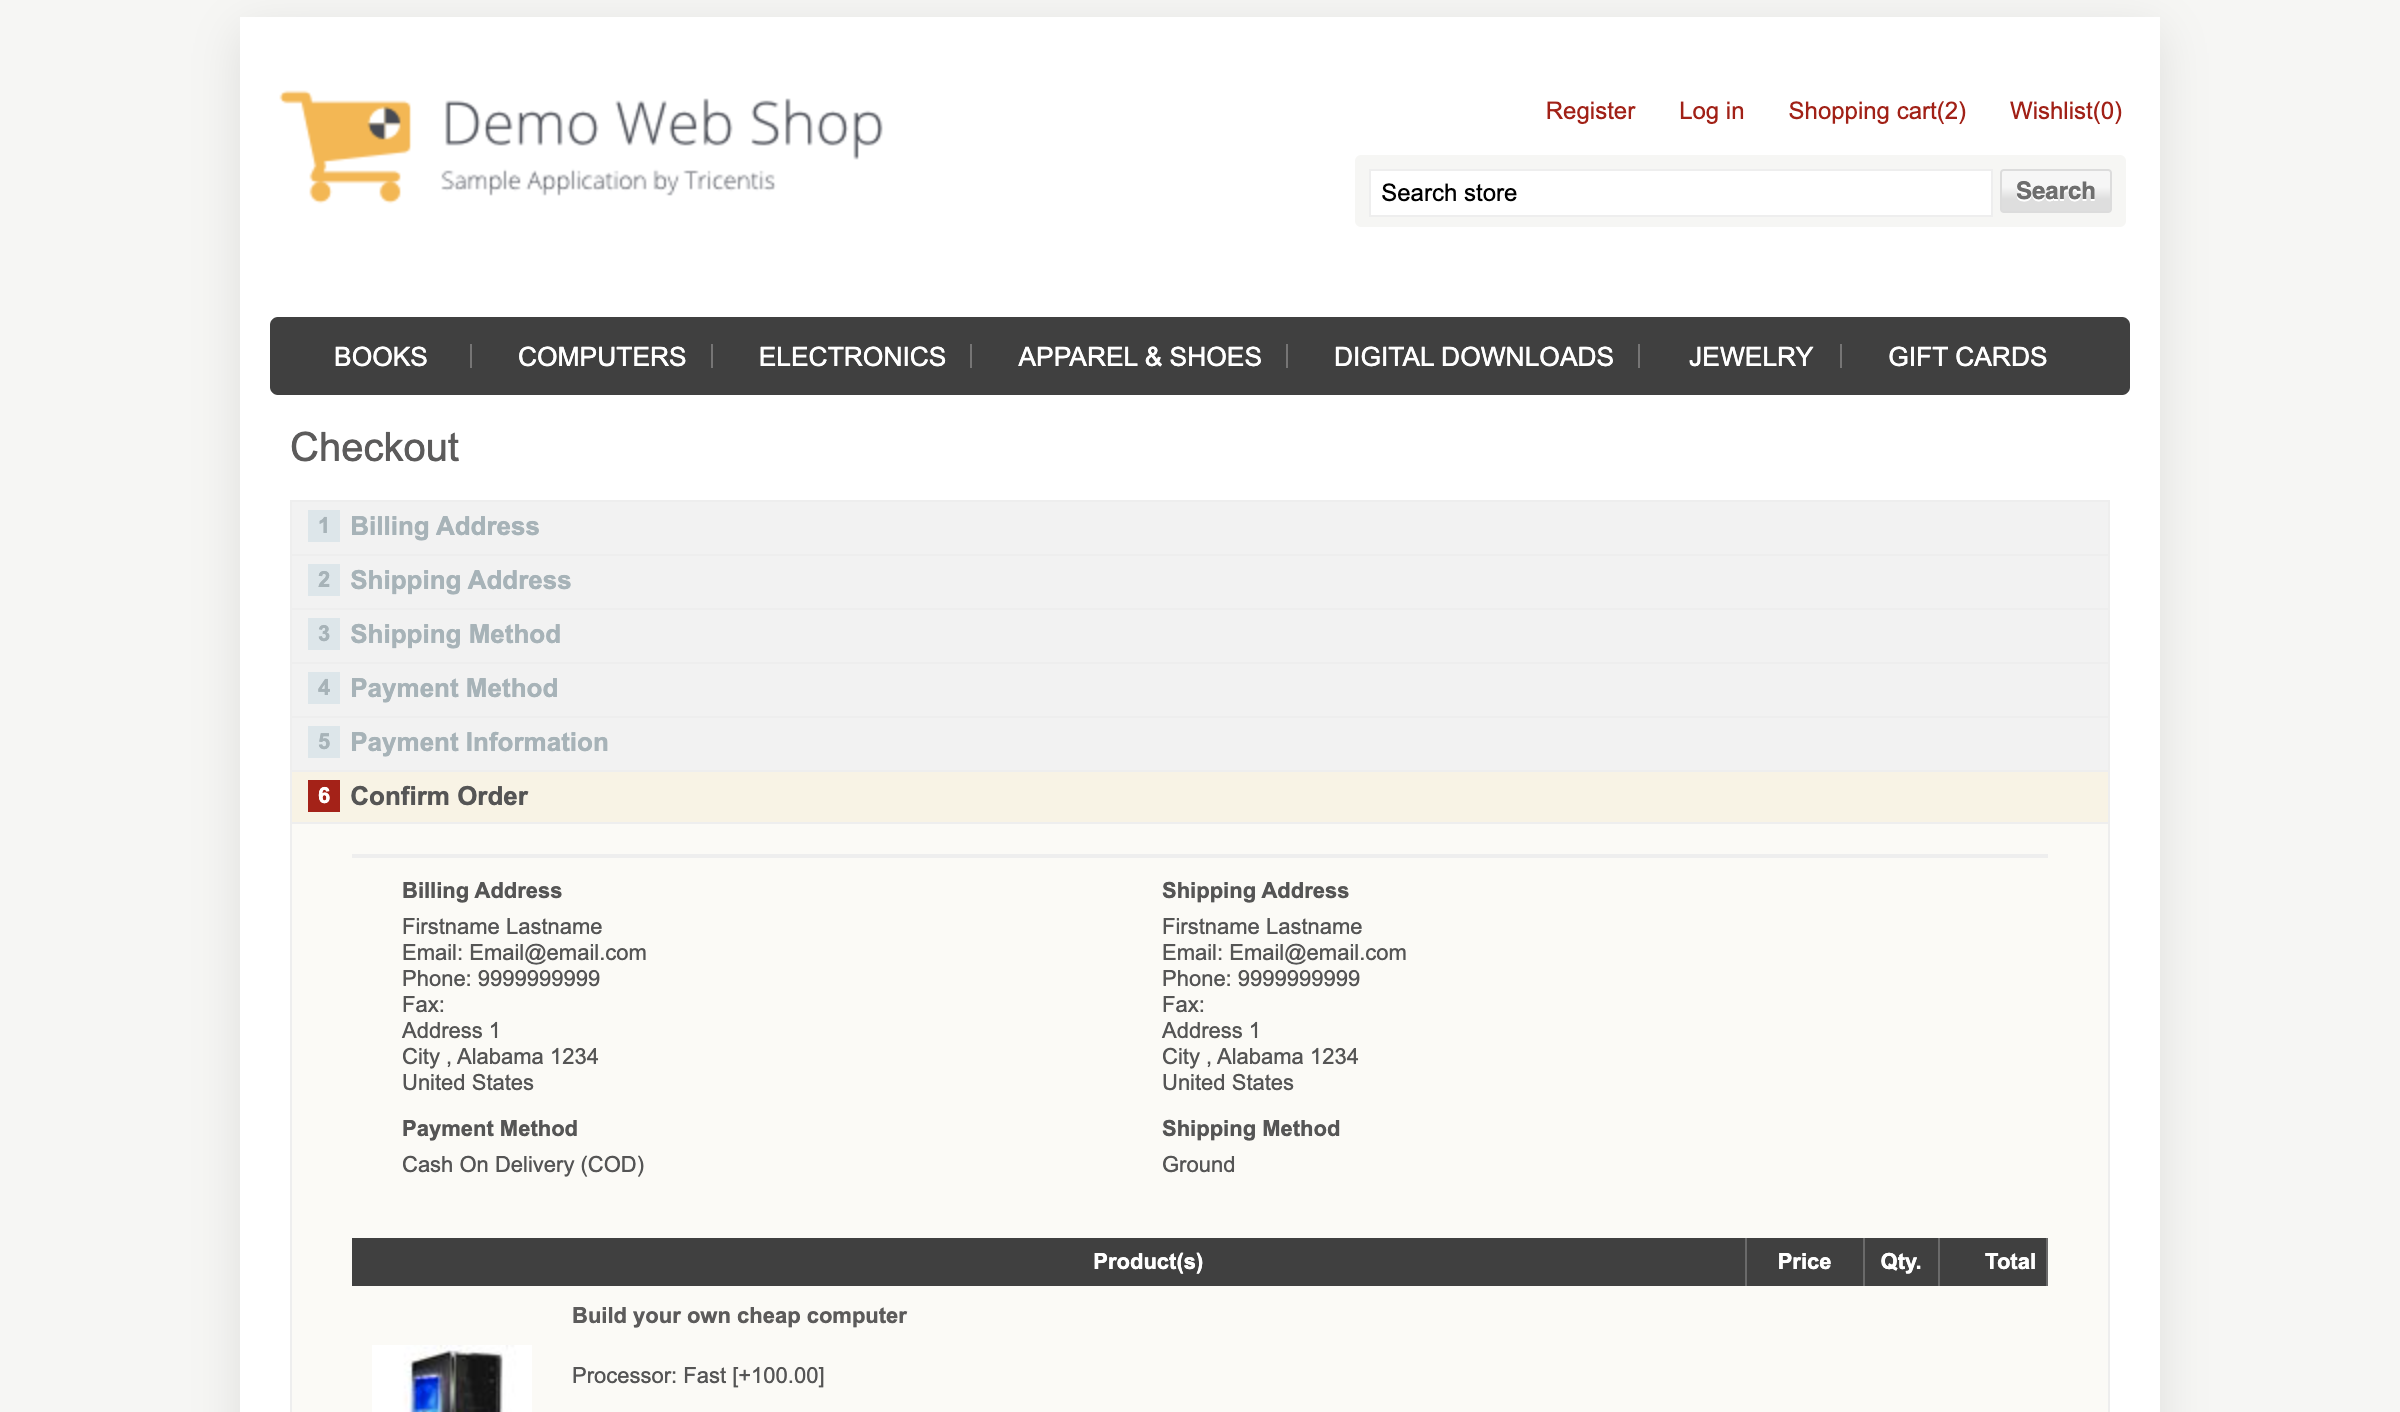 Demo Web Shop
Sample Application by Tricentis
Register Log in Shopping cart(2) Wishlist(0)
Search store Search
BOOKS COMPUTERS ELECTRONICS APPAREL & SHOES DIGITAL DOWNLOADS JEWELRY GIFT CARDS
Checkout
1 Billing Address
2 Shipping Address
3 Shipping Method
4 Payment Method
5 Payment Information
6 Confirm Order
Billing Address
Firstname Lastname
Email: Email@email.com
Phone: 9999999999
Fax:
Address 1
City , Alabama 1234
United States
Payment Method
Cash On Delivery (COD)
Shipping Address
Firstname Lastname
Email: Email@email.com
Phone: 9999999999
Fax:
Address 1
City , Alabama 1234
United States
Shipping Method
Ground
Product(s) Price Qty. Total
Build your own cheap computer
Processor: Fast [+100.00]